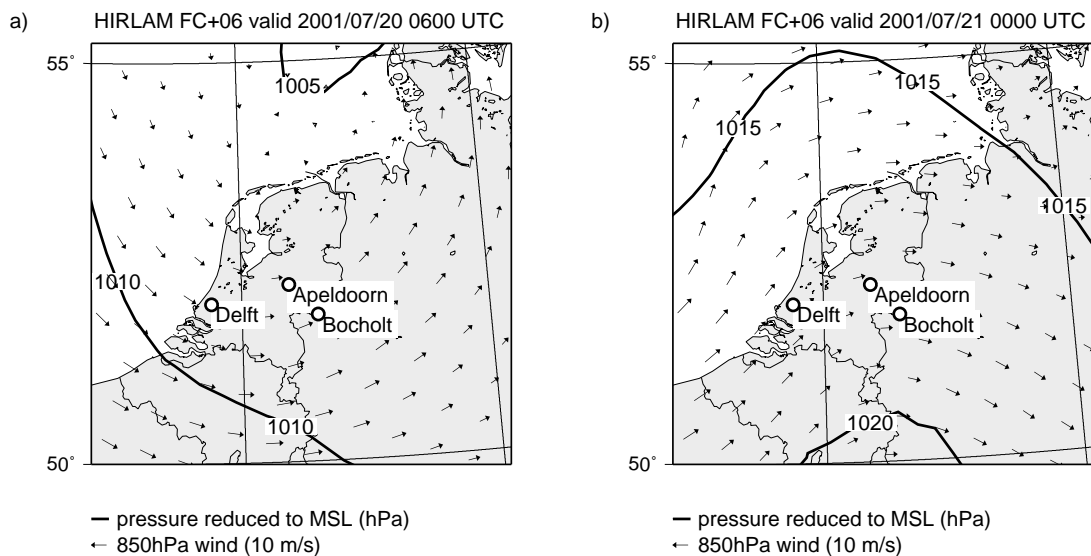 a)
HIRLAM FC+06 valid 2001/07/20 0600 UTC
55°
1005
1010
Apeldoorn
Delft
Bocholt
1010
50°
pressure reduced to MSL (hPa)
850hPa wind (10 m/s)
b)
HIRLAM FC+06 valid 2001/07/21 0000 UTC
55°
1015
1015
1015
Apeldoorn
Delft
Bocholt
1020
50°
pressure reduced to MSL (hPa)
850hPa wind (10 m/s)